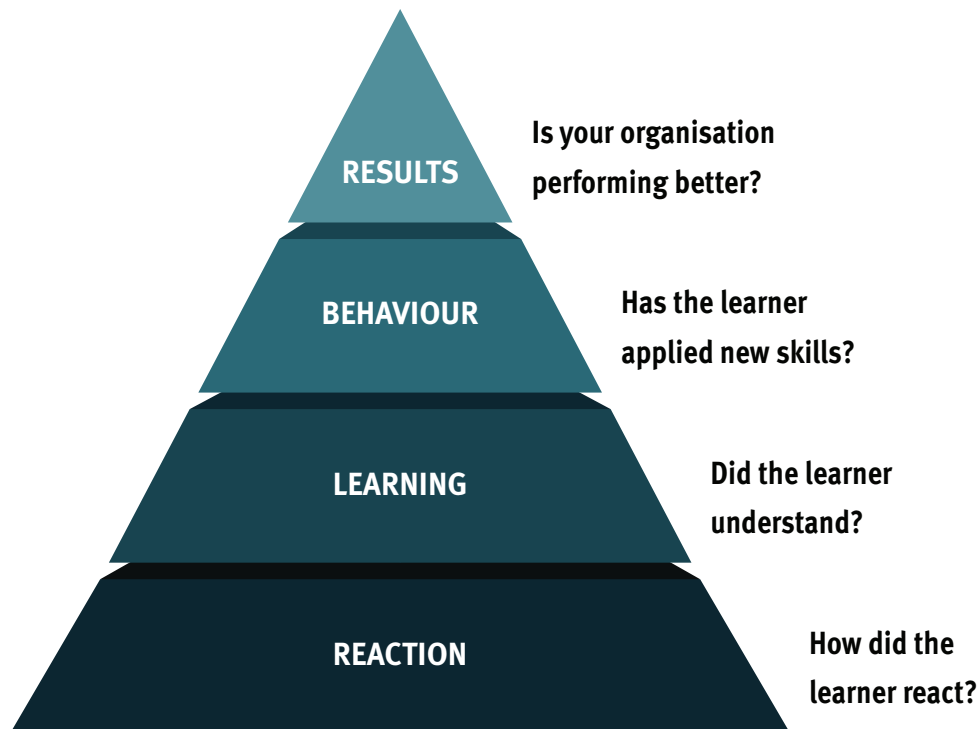 RESULTS
Is your organisation
performing better?
BEHAVIOUR
Has the learner
applied new skills?
LEARNING
Did the learner
understand?
REACTION
How did the
learner react?